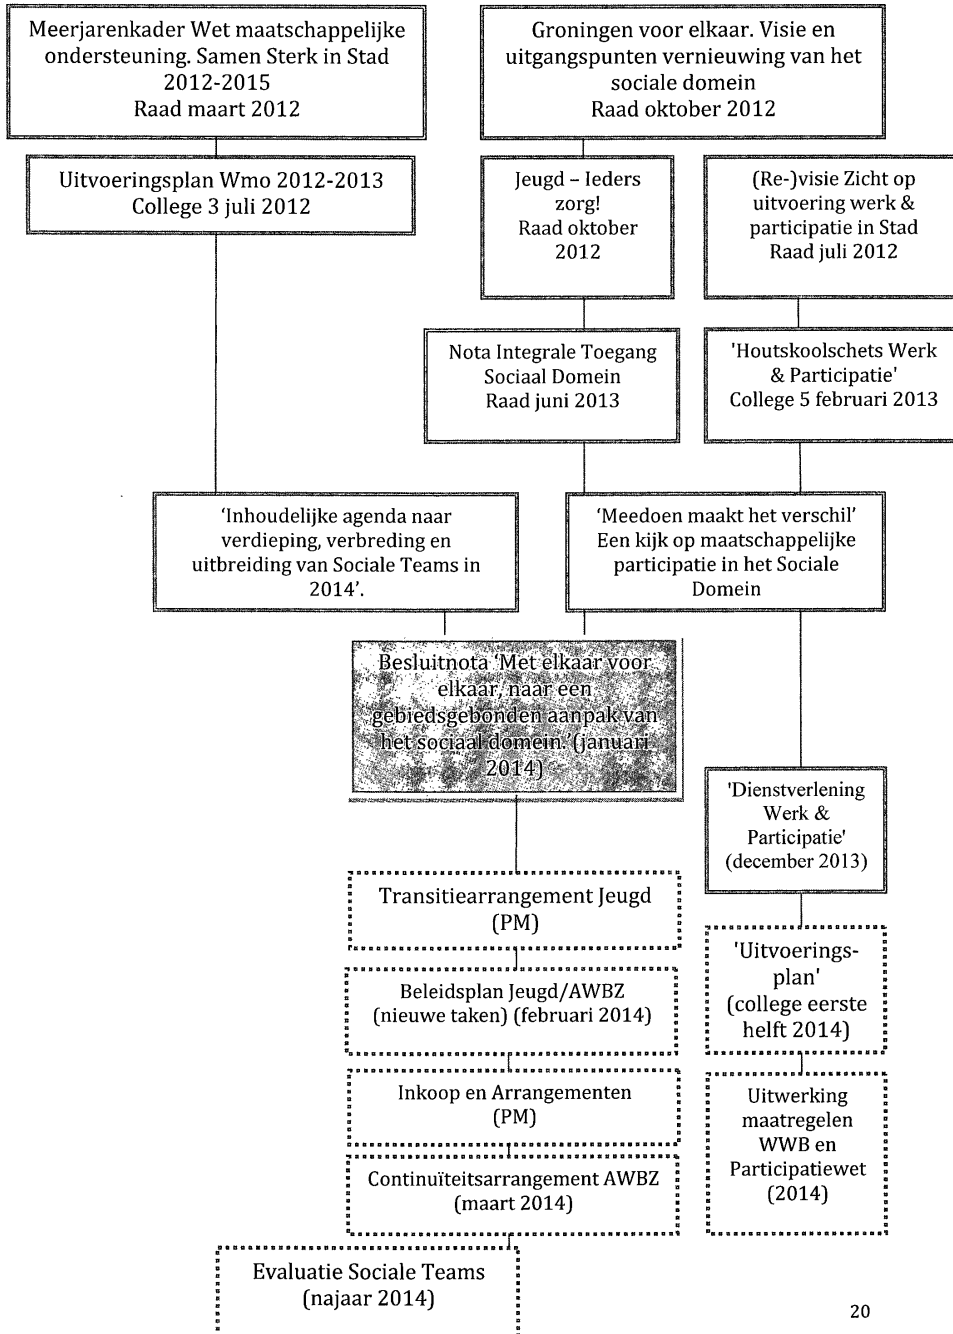 Meerjarenkader Wet maatschappelijke
ondersteuning. Samen Sterk in Stad
2012-2015
Raad maart 2012
Groningen voor elkaar. Visie en
uitgangspunten vernieuwing van het
sociale domein
Raad oktober 2012
Uitvoeringsplan Wmo 2012-2013
College 3 juli 2012
Jeugd – Ieders
zorg!
Raad oktober
2012
(Re-)visie Zicht op
uitvoering werk &
participatie in Stad
Raad juli 2012
Nota Integrale Toegang
Sociaal Domein
Raad juni 2013
'Houtskoolschets Werk
& Participatie'
College 5 februari 2013
‘Inhoudelijke agenda naar
verdieping, verbreding en
uitbreiding van Sociale Teams in
2014’.
‘Meedoen maakt het verschil’
Een kijk op maatschappelijke
participatie in het Sociale
Domein
Besluitnota ‘Met elkaar voor
elkaar, naar een
gebiedsgebonden aanpak van
het sociaal domein.’(januari
2014)
'Dienstverlening
Werk &
Participatie'
(december 2013)
Transitiearrangement Jeugd
(PM)
Beleidsplan Jeugd/AWBZ
(nieuwe taken) (februari 2014)
Inkoop en Arrangementen
(PM)
Continuïteitsarrangement AWBZ
(maart 2014)
Evaluatie Sociale Teams
(najaar 2014)
'Uitvoerings-
plan'
(college eerste
helft 2014)
Uitwerking
maatregelen
WWB en
Participatiewet
(2014)
20